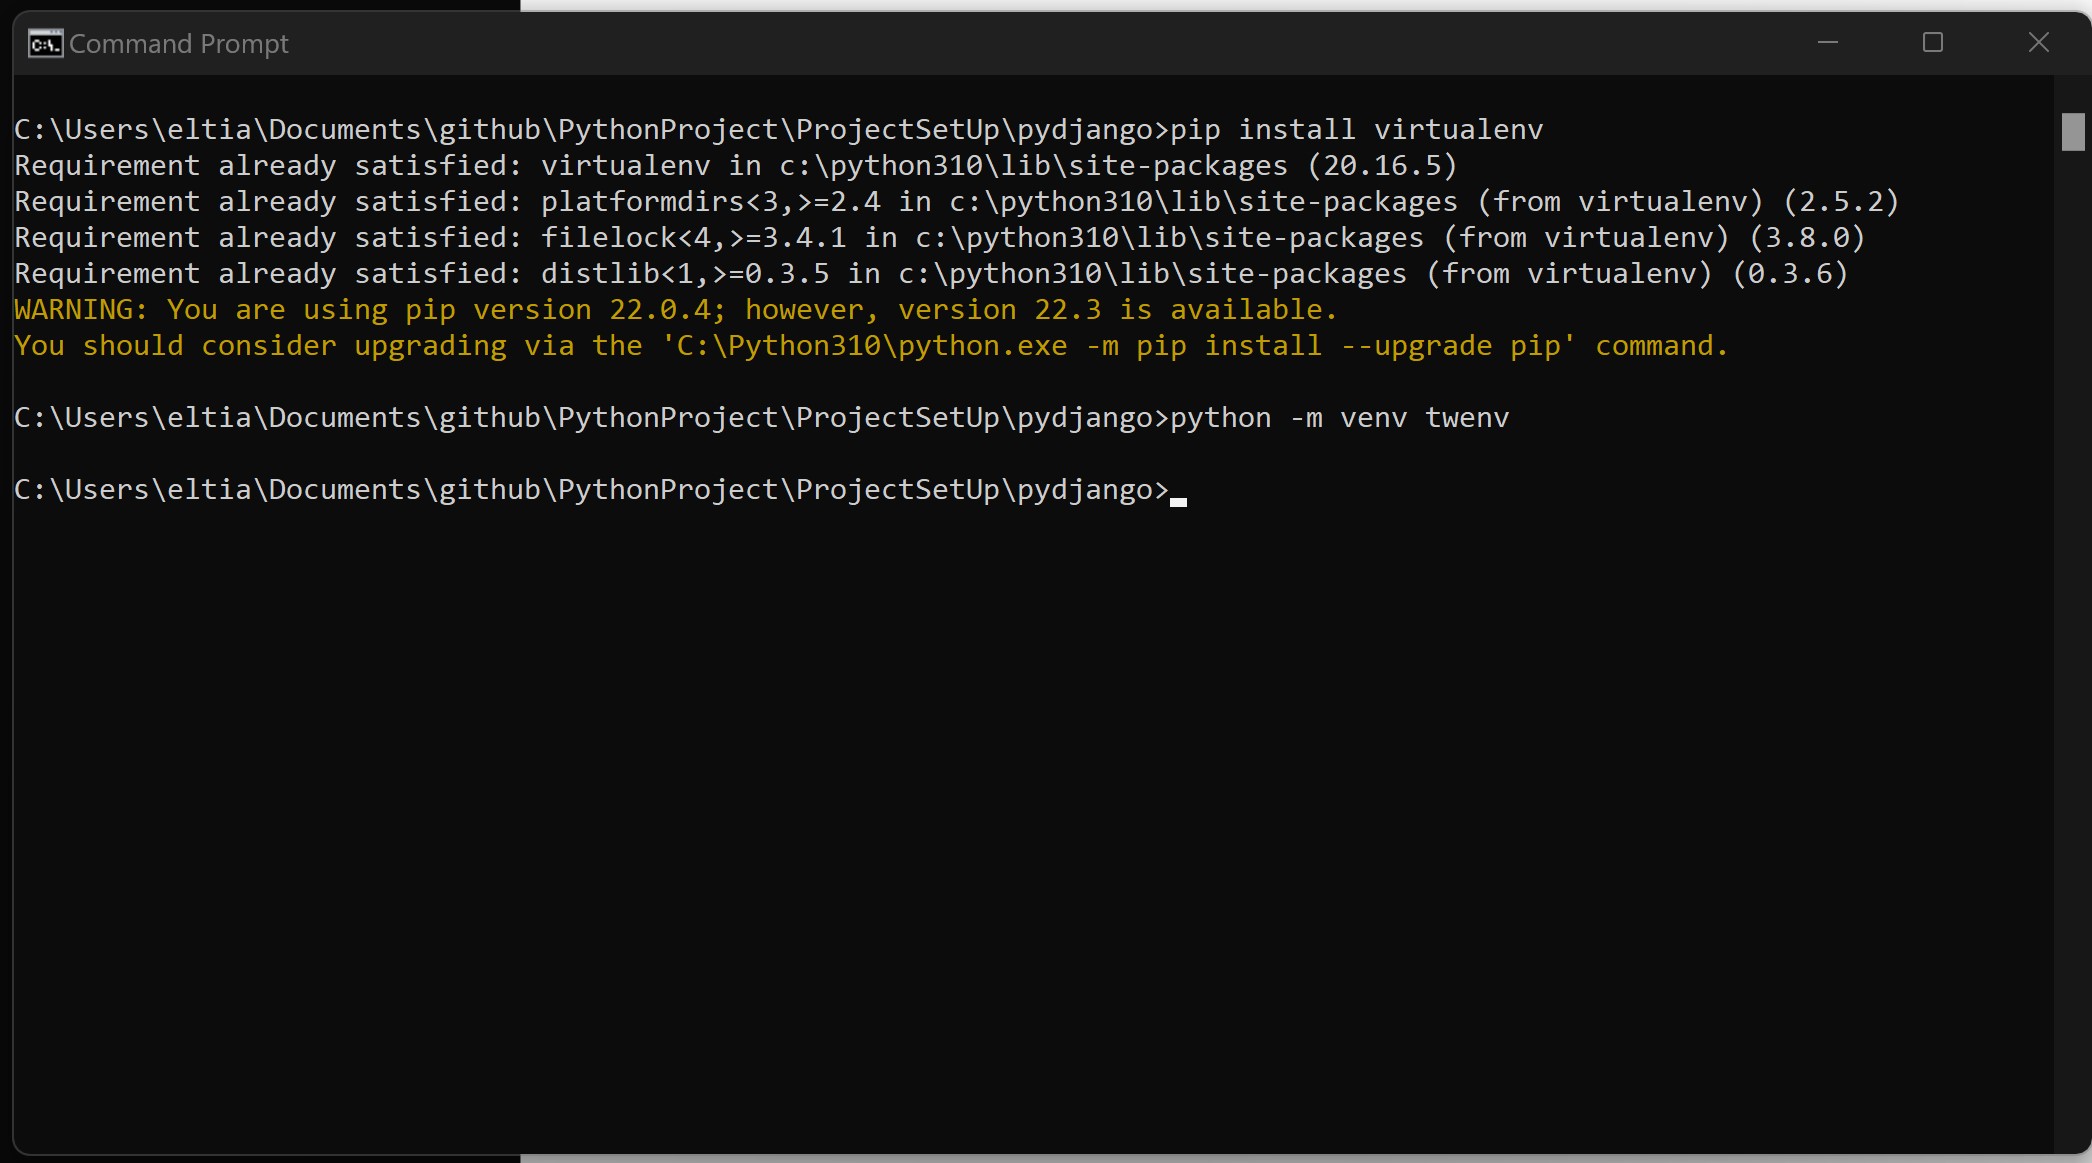 Command Prompt
C:\Users\eltia\Documents\github\PythonProject\ProjectSetUp\pydjango>pip install virtualenv
Requirement already satisfied: virtualenv in c:\python310\lib\site-packages (20.16.5)
Requirement already satisfied: platformdirs<3,>=2.4 in c:\python310\lib\site-packages (from virtualenv) (2.5.2)
Requirement already satisfied: filelock<4,>=3.4.1 in c:\python310\lib\site-packages (from virtualenv) (3.8.0)
Requirement already satisfied: distlib<1,>=0.3.5 in c:\python310\lib\site-packages (from virtualenv) (0.3.6)
WARNING: You are using pip version 22.0.4; however, version 22.3 is available.
You should consider upgrading via the 'C:\Python310\python.exe -m pip install --upgrade pip' command.
C:\Users\eltia\Documents\github\PythonProject\ProjectSetUp\pydjango>python -m venv twenv
C:\Users\eltia\Documents\github\PythonProject\ProjectSetUp\pydjango>